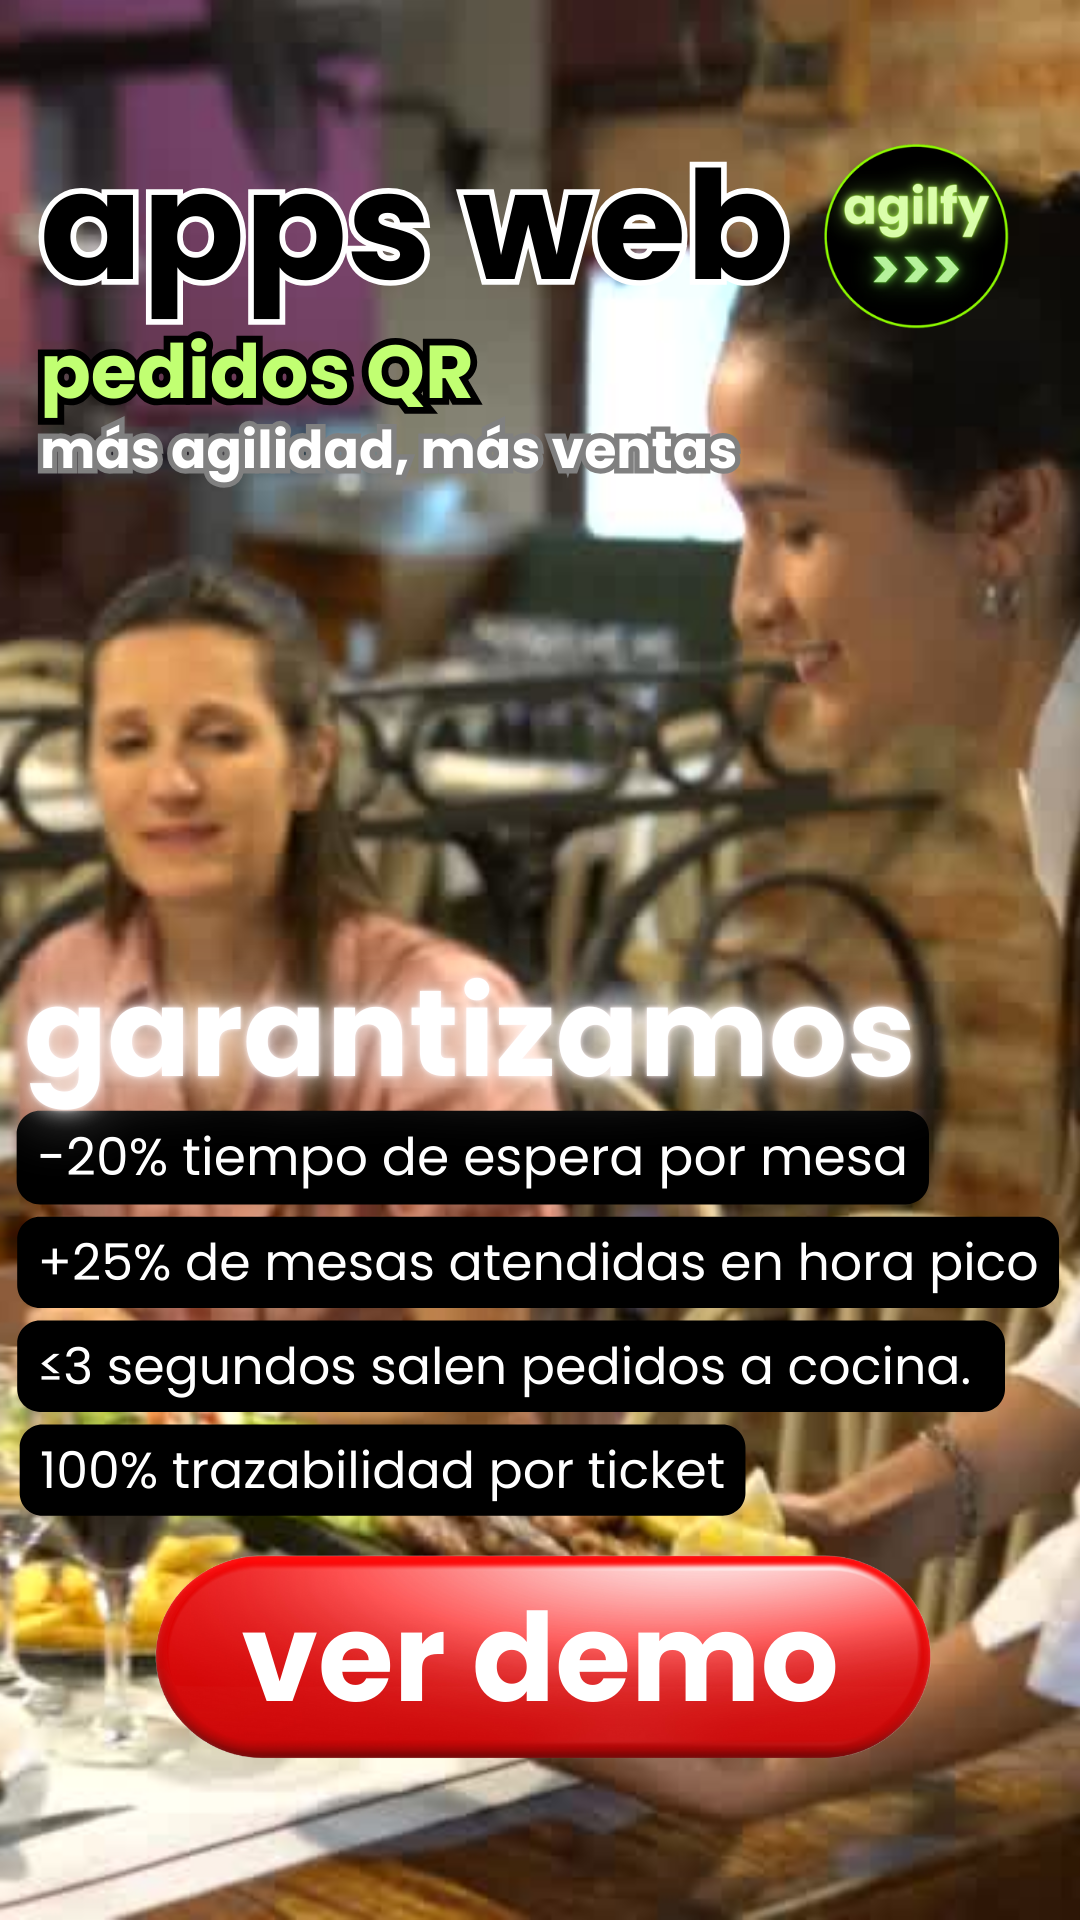 apps web
agilfy
>>>
pedidos QR
más agilidad, más ventas
garantizamos
-20% tiempo de espera por mesa
+25% de mesas atendidas en hora pico
≤3 segundos salen pedidos a cocina.
100% trazabilidad por ticket
ver demo